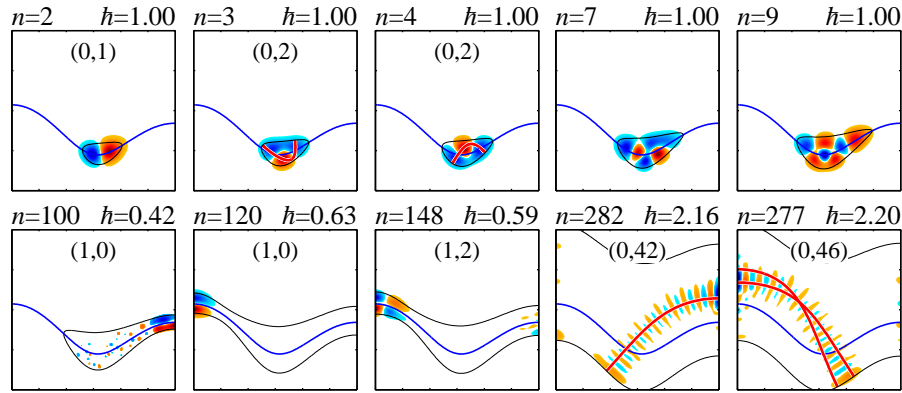 n=2 ħ=1.00 n=3 ħ=1.00 n=4 ħ=1.00 n=7 ħ=1.00 n=9 ħ=1.00
(0,1) (0,2) (0,2)
n=100 ħ=0.42 n=120 ħ=0.63 n=148 ħ=0.59 n=282 ħ=2.16 n=277 ħ=2.20
(1,0) (1,0) (1,2) (0,42) (0,46)